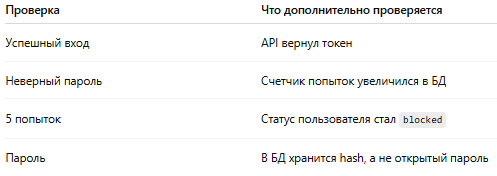 Проверка Что дополнительно проверяется
Успешный вход API вернул токен
Неверный пароль Счетчик попыток увеличился в БД
5 попыток Статус пользователя стал blocked
Пароль В БД хранится hash, а не открытый пароль